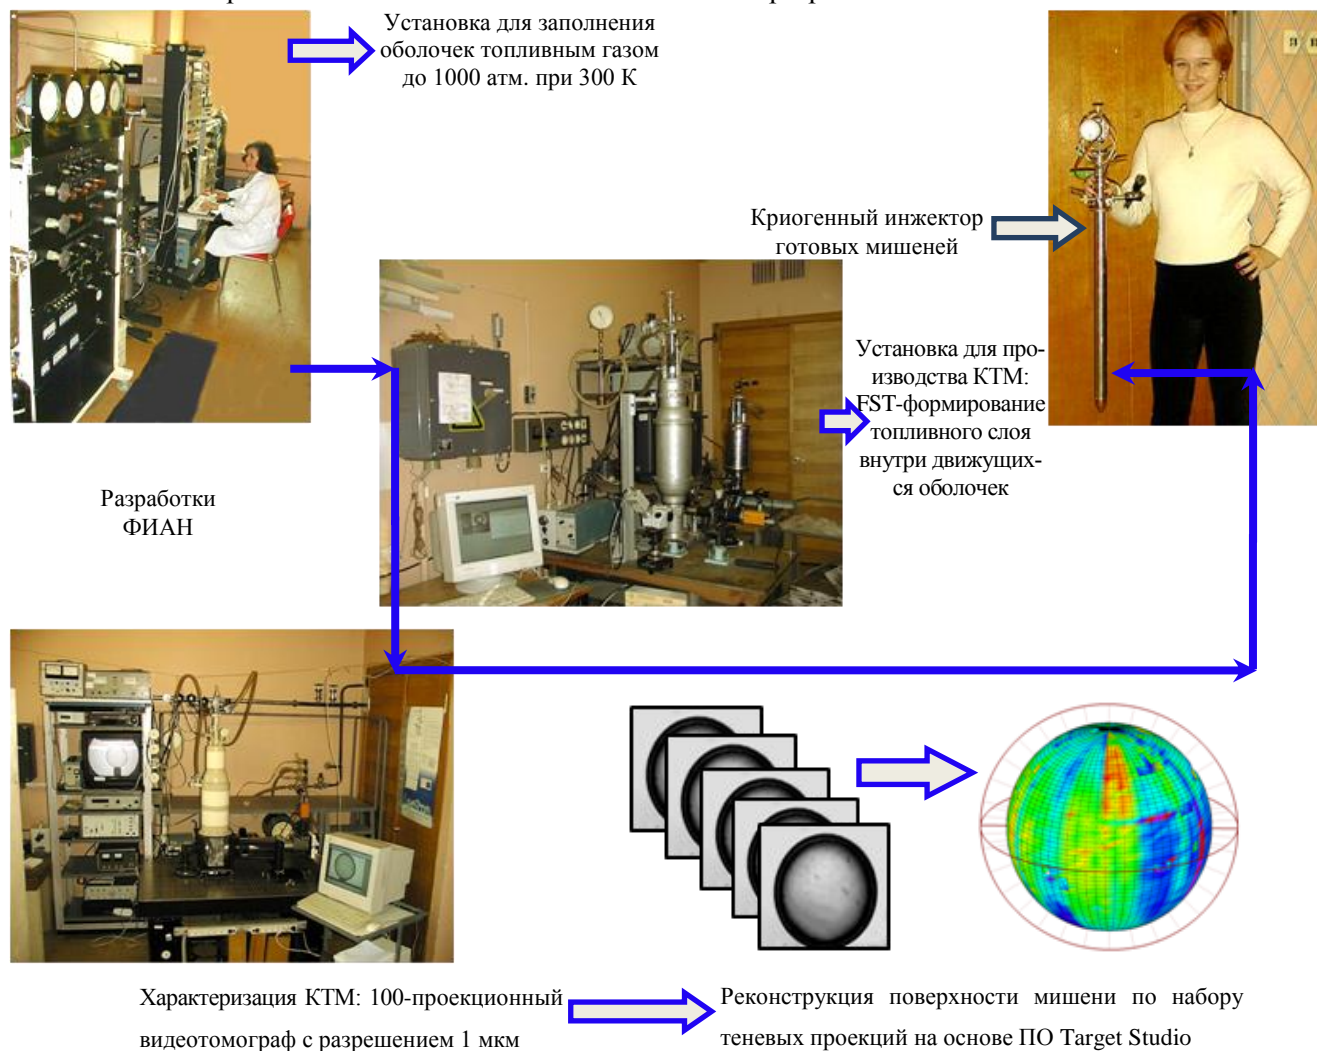 Установка для заполнения
оболочек топливным газом
до 1000 атм. при 300 К
Криогенный инжектор
готовых мишеней
Установка для про-
изводства КТМ:
FST-формирование
топливного слоя
внутри движущих-
ся оболочек
Разработки
ФИАН
Характеризация КТМ: 100-проекционный
видеотомограф с разрешением 1 мкм
Реконструкция поверхности мишени по набору
теневых проекций на основе ПО Target Studio